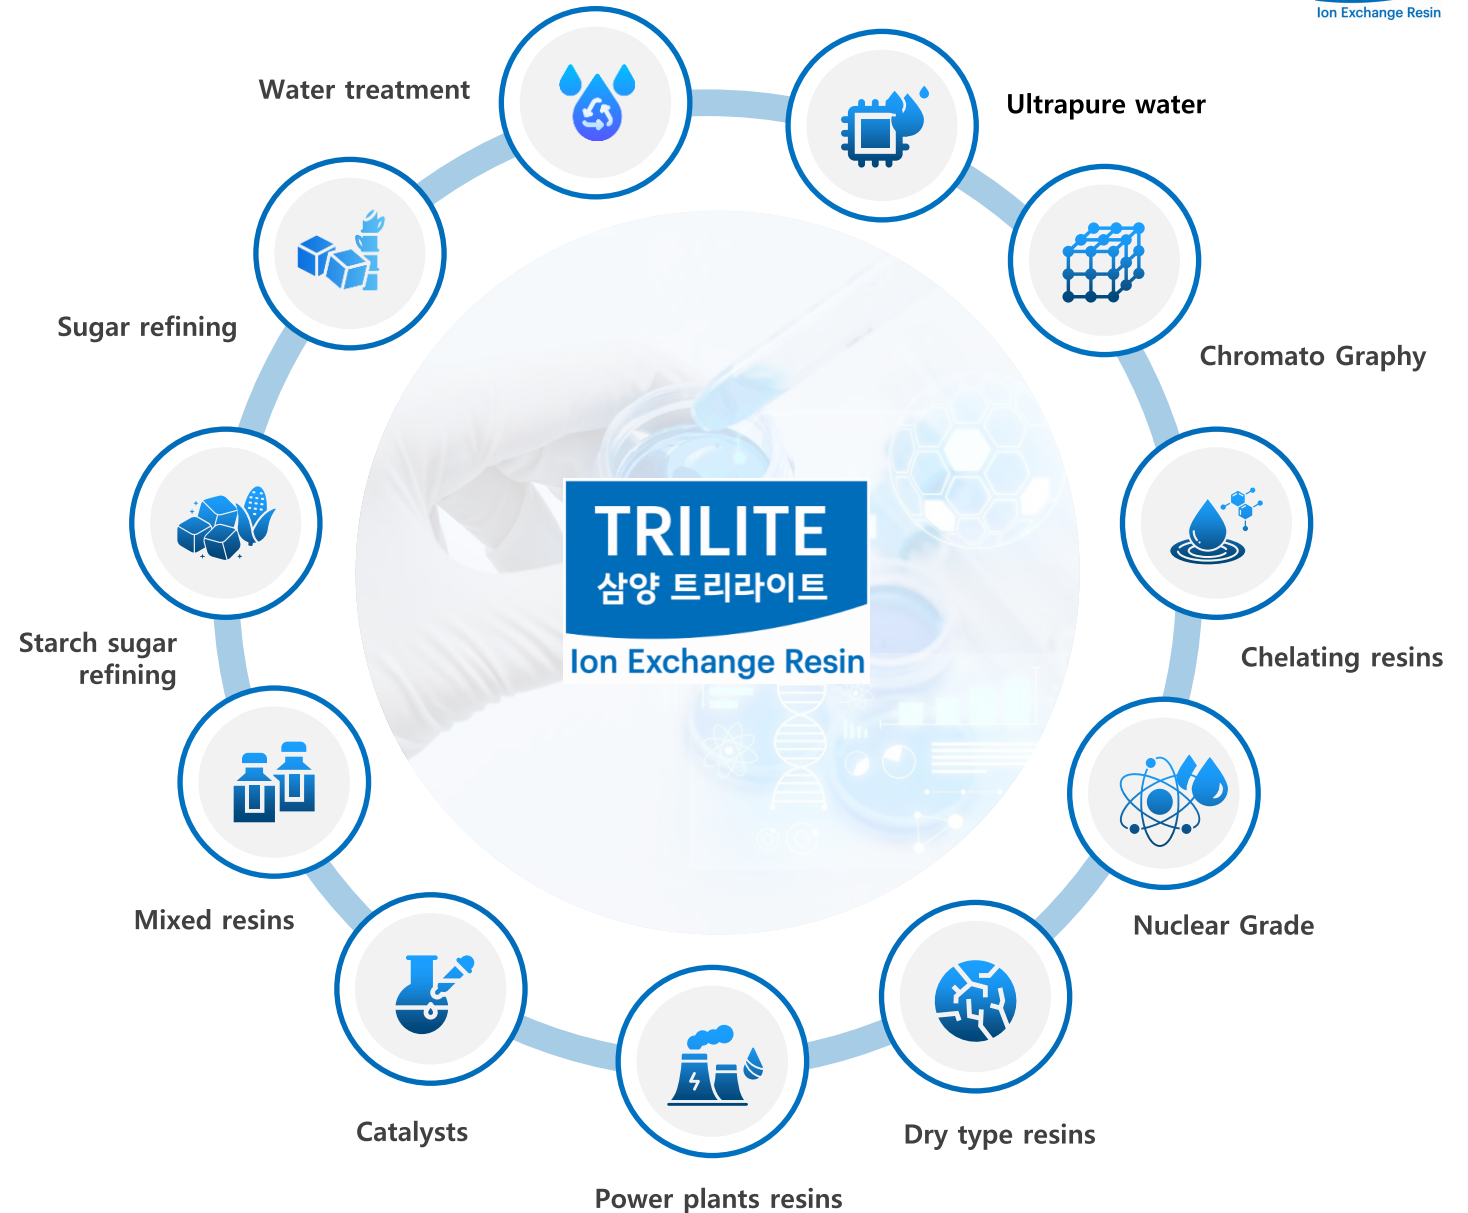 Ion Exchange Resin
Water treatment
Ultrapure water
Sugar refining
Chromato Graphy
TRILITE
삼양 트리라이트
Ion Exchange Resin
Starch sugar
refining
Chelating resins
Mixed resins
Nuclear Grade
Catalysts
Dry type resins
Power plants resins